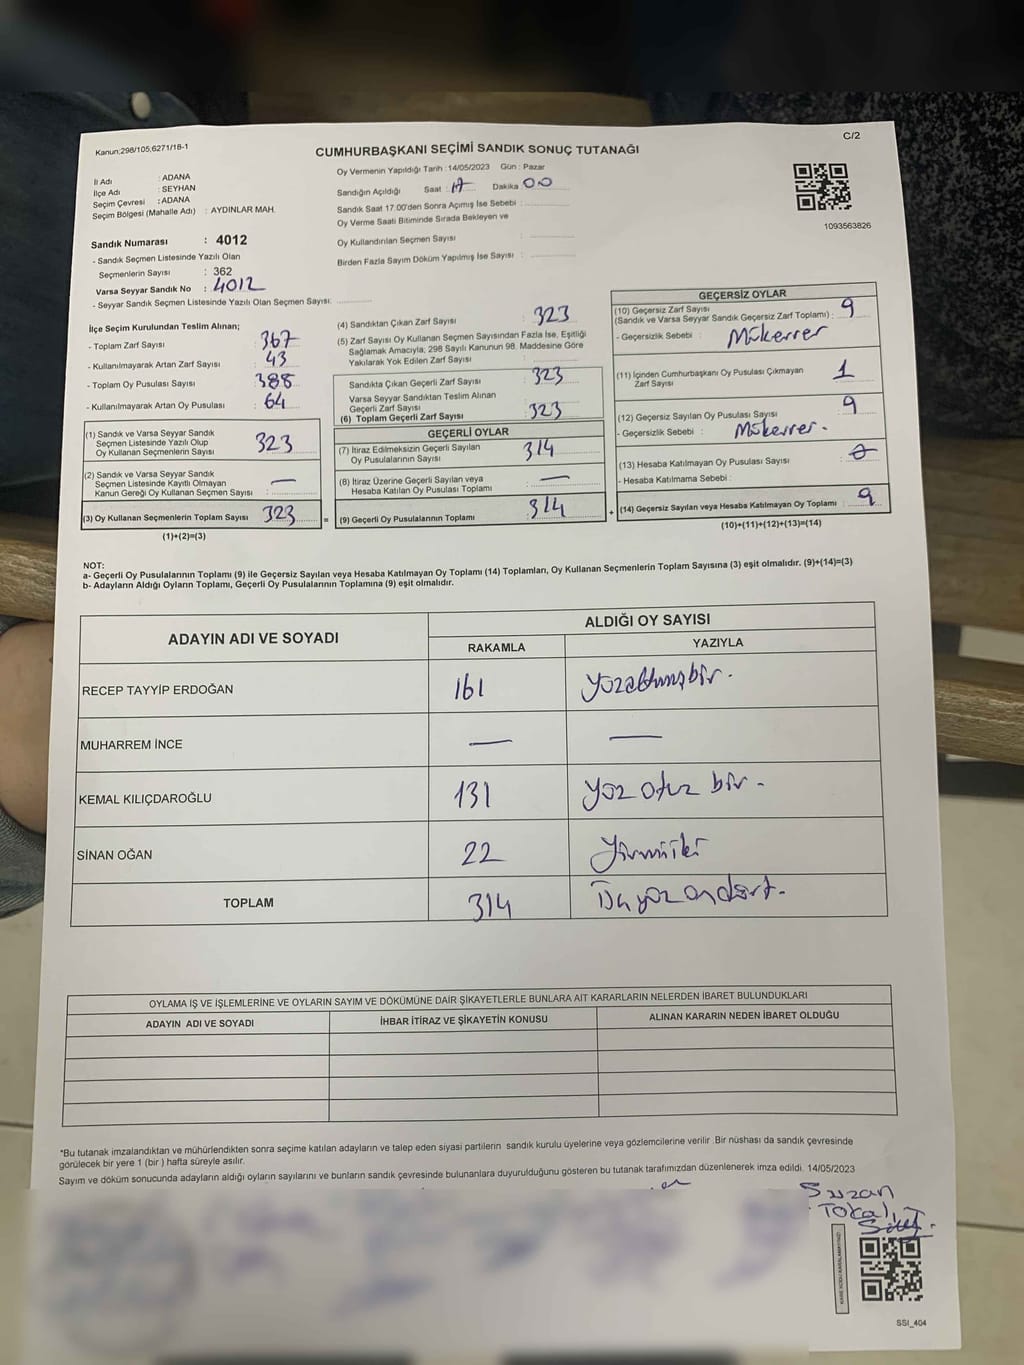 Kanun:298/105,6271/18-1
C/2
CUMHURBAŞKANI SEÇİMİ SANDIK SONUÇ TUTANAĞI
İl Adı : ADANA
İlçe Adı : SEYHAN
Seçim Çevresi : ADANA
Seçim Bölgesi (Mahalle Adı) : AYDINLAR MAH.
Sandık Numarası : 4012
- Sandık Seçmen Listesinde Yazılı Olan
Seçmenlerin Sayısı : 362
Varsa Seyyar Sandık No : 4012
- Seyyar Sandık Seçmen Listesinde Yazılı Olan Seçmen Sayısı:
Oy Vermenin Yapıldığı Tarih : 14/05/2023 Gün : Pazar
Sandığın Açıldığı Saat : 17 Dakika 00
Sandık Saat 17.00'den Sonra Açımış İse Sebebi :
Oy Verme Saati Bitiminde Sırada Bekleyen ve
Oy Kullandırılan Seçmen Sayısı :
Birden Fazla Sayım Döküm Yapılmış İse Sayısı :
1093563826
İlçe Seçim Kurulundan Teslim Alınan;
- Toplam Zarf Sayısı : 367
- Kullanılmayarak Artan Zarf Sayısı : 43
- Toplam Oy Pusulası Sayısı : 388
- Kullanılmayarak Artan Oy Pusulası : 64
(1) Sandık ve Varsa Seyyar Sandık
Seçmen Listesinde Yazılı Olup
Oy Kullanan Seçmenlerin Sayısı 323
(2) Sandık ve Varsa Seyyar Sandık
Seçmen Listesinde Kayıtlı Olmayan
Kanun Gereği Oy Kullanan Seçmen Sayısı : —
(3) Oy Kullanan Seçmenlerin Toplam Sayısı 323
(1)+(2)=(3)
=
(4) Sandıktan Çıkan Zarf Sayısı 323
(5) Zarf Sayısı Oy Kullanan Seçmen Sayısından Fazla İse, Eşitliği
Sağlamak Amacıyla; 298 Sayılı Kanunun 98. Maddesine Göre
Yakılarak Yok Edilen Zarf Sayısı :
Sandıkta Çıkan Geçerli Zarf Sayısı 323
Varsa Seyyar Sandıktan Teslim Alınan
Geçerli Zarf Sayısı
(6) Toplam Geçerli Zarf Sayısı : 323
GEÇERLİ OYLAR
(7) İtiraz Edilmeksizin Geçerli Sayılan
Oy Pusulalarının Sayısı 314
(8) İtiraz Üzerine Geçerli Sayılan veya
Hesaba Katılan Oy Pusulası Toplamı : —
(9) Geçerli Oy Pusulalarının Toplamı : 314
+
GEÇERSİZ OYLAR
(10) Geçersiz Zarf Sayısı
(Sandık ve Varsa Seyyar Sandık Geçersiz Zarf Toplamı) : 9
- Geçersizlik Sebebi : Mükerrer
(11) İçinden Cumhurbaşkanı Oy Pusulası Çıkmayan
Zarf Sayısı 1
(12) Geçersiz Sayılan Oy Pusulası Sayısı 9
- Geçersizlik Sebebi : Mükerrer.
(13) Hesaba Katılmayan Oy Pusulası Sayısı
- Hesaba Katılmama Sebebi :
(14) Geçersiz Sayılan veya Hesaba Katılmayan Oy Toplamı : 9
(10)+(11)+(12)+(13)=(14)
NOT:
a- Geçerli Oy Pusulalarının Toplamı (9) ile Geçersiz Sayılan veya Hesaba Katılmayan Oy Toplamı (14) Toplamları, Oy Kullanan Seçmenlerin Toplam Sayısına (3) eşit olmalıdır. (9)+(14)=(3)
b- Adayların Aldığı Oyların Toplamı, Geçerli Oy Pusulalarının Toplamına (9) eşit olmalıdır.
ADAYIN ADI VE SOYADI
ALDIĞI OY SAYISI
RAKAMLA YAZIYLA
RECEP TAYYİP ERDOĞAN 161 Yüzaltmışbir.
MUHARREM İNCE — —
KEMAL KILIÇDAROĞLU 131 Yüz otuz bir -
SİNAN OĞAN 22 Yirmiiki
TOPLAM 314 Üçyüz ondört.
OYLAMA İŞ VE İŞLEMLERİNE VE OYLARIN SAYIM VE DÖKÜMÜNE DAİR ŞİKAYETLERLE BUNLARA AİT KARARLARIN NELERDEN İBARET BULUNDUKLARI
ADAYIN ADI VE SOYADI İHBAR İTİRAZ VE ŞİKAYETİN KONUSU ALINAN KARARIN NEDEN İBARET OLDUĞU
*Bu tutanak imzalandıktan ve mühürlendikten sonra seçime katılan adayların ve talep eden siyasi partilerin sandık kurulu üyelerine veya gözlemcilerine verilir .Bir nüshası da sandık çevresinde
görülecek bir yere 1 (bir ) hafta süreyle asılır.
Sayım ve döküm sonucunda adayların aldığı oyların sayılarını ve bunların sandık çevresinde bulunanlara duyurulduğunu gösteren bu tutanak tarafımızdan düzenlenerek imza edildi. 14/05/2023
Suzan
SSI_404